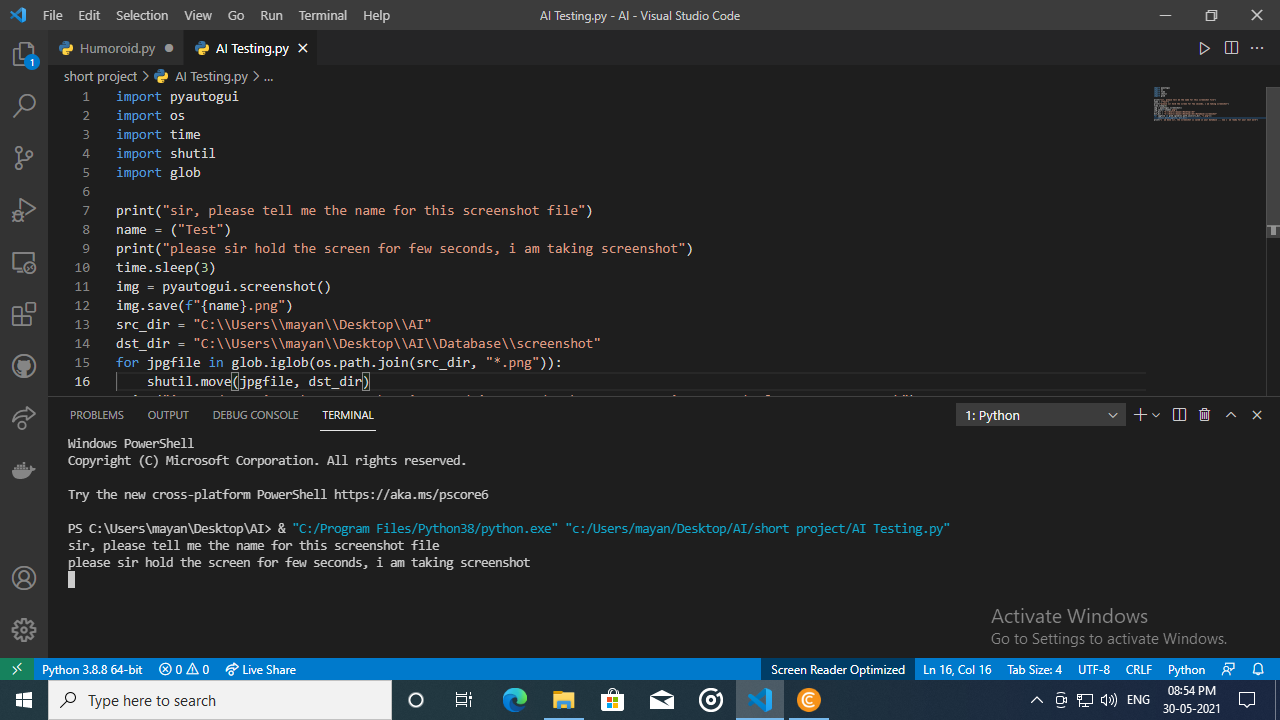 File Edit Selection View Go Run Terminal Help AI Testing.py - AI - Visual Studio Code
Humoroid.py AI Testing.py
short project > AI Testing.py > ...
1 import pyautogui
2 import os
3 import time
4 import shutil
5 import glob
6
7 print("sir, please tell me the name for this screenshot file")
8 name = ("Test")
9 print("please sir hold the screen for few seconds, i am taking screenshot")
10 time.sleep(3)
11 img = pyautogui.screenshot()
12 img.save(f"{name}.png")
13 src_dir = "C:\\Users\\mayan\\Desktop\\AI"
14 dst_dir = "C:\\Users\\mayan\\Desktop\\AI\\Database\\screenshot"
15 for jpgfile in glob.iglob(os.path.join(src_dir, "*.png")):
16 shutil.move(jpgfile, dst_dir)
PROBLEMS OUTPUT DEBUG CONSOLE TERMINAL 1: Python
Windows PowerShell
Copyright (C) Microsoft Corporation. All rights reserved.
Try the new cross-platform PowerShell https://aka.ms/pscore6
PS C:\Users\mayan\Desktop\AI> & "C:/Program Files/Python38/python.exe" "c:/Users/mayan/Desktop/AI/short project/AI Testing.py"
sir, please tell me the name for this screenshot file
please sir hold the screen for few seconds, i am taking screenshot
Activate Windows
Go to Settings to activate Windows.
Python 3.8.8 64-bit 0 0 Live Share Screen Reader Optimized Ln 16, Col 16 Tab Size: 4 UTF-8 CRLF Python
Type here to search ENG 08:54 PM
30-05-2021
1